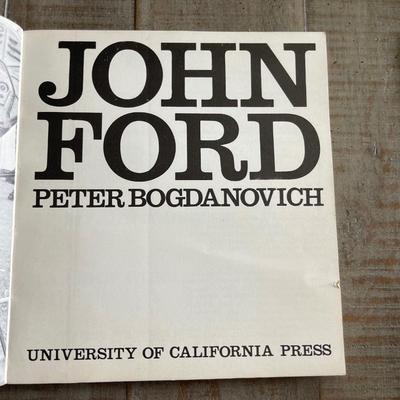 JOHN
FORD
PETER BOGDANOVICH
UNIVERSITY OF CALIFORNIA PRESS